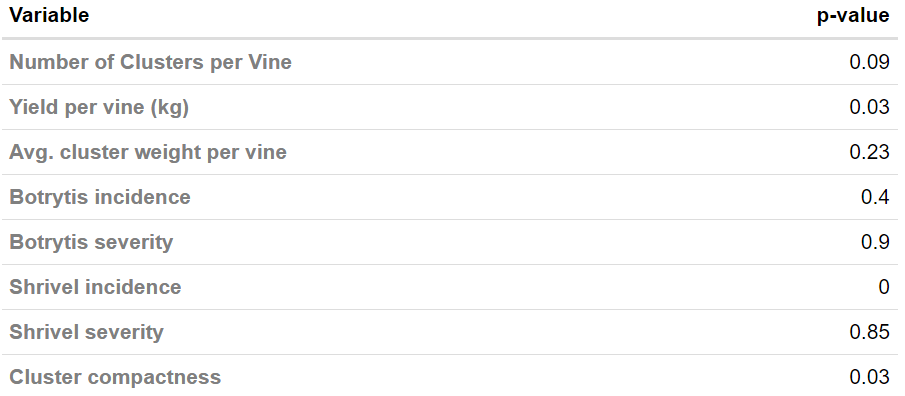 Variable p-value
Number of Clusters per Vine 0.09
Yield per vine (kg) 0.03
Avg. cluster weight per vine 0.23
Botrytis incidence 0.4
Botrytis severity 0.9
Shrivel incidence 0
Shrivel severity 0.85
Cluster compactness 0.03